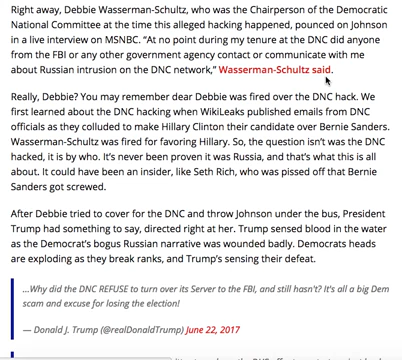 Right away, Debbie Wasserman-Schultz, who was the Chairperson of the Democratic
National Committee at the time this alleged hacking happened, pounced on Johnson
in a live interview on MSNBC. “At no point during my tenure at the DNC did anyone
from the FBI or any other government agency contact or communicate with me
about Russian intrusion on the DNC network,” Wasserman-Schultz said.
Really, Debbie? You may remember dear Debbie was fired over the DNC hack. We
first learned about the DNC hacking when WikiLeaks published emails from DNC
officials as they colluded to make Hillary Clinton their candidate over Bernie Sanders.
Wasserman-Schultz was fired for favoring Hillary. So, the question isn’t was the DNC
hacked, it is by who. It’s never been proven it was Russia, and that’s what this is all
about. It could have been an insider, like Seth Rich, who was pissed off that Bernie
Sanders got screwed.
After Debbie tried to cover for the DNC and throw Johnson under the bus, President
Trump had something to say, directed right at her. Trump sensed blood in the water
as the Democrat’s bogus Russian narrative was wounded badly. Democrats heads
are exploding as they break ranks, and Trump’s sensing their defeat.
...Why did the DNC REFUSE to turn over its Server to the FBI, and still hasn't? It's all a big Dem
scam and excuse for losing the election!
— Donald J. Trump (@realDonaldTrump) June 22, 2017